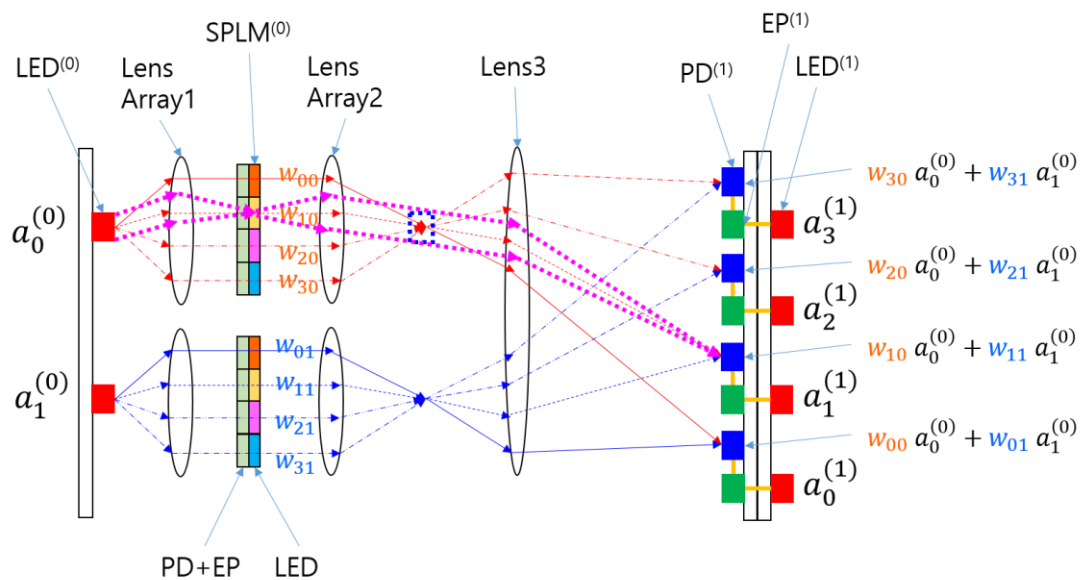 EP⁽¹⁾
SPLM⁽⁰⁾
LED⁽⁰⁾
Lens
Array1
Lens
Array2
Lens3
PD⁽¹⁾
LED⁽¹⁾
w₀₀
w₁₀
w₂₀
w₃₀
a₀⁽⁰⁾
w₃₀ a₀⁽⁰⁾ + w₃₁ a₁⁽⁰⁾
a₃⁽¹⁾
w₂₀ a₀⁽⁰⁾ + w₂₁ a₁⁽⁰⁾
a₂⁽¹⁾
w₀₁
w₁₁
w₂₁
w₃₁
a₁⁽⁰⁾
w₁₀ a₀⁽⁰⁾ + w₁₁ a₁⁽⁰⁾
a₁⁽¹⁾
w₀₀ a₀⁽⁰⁾ + w₀₁ a₁⁽⁰⁾
a₀⁽¹⁾
PD+EP
LED